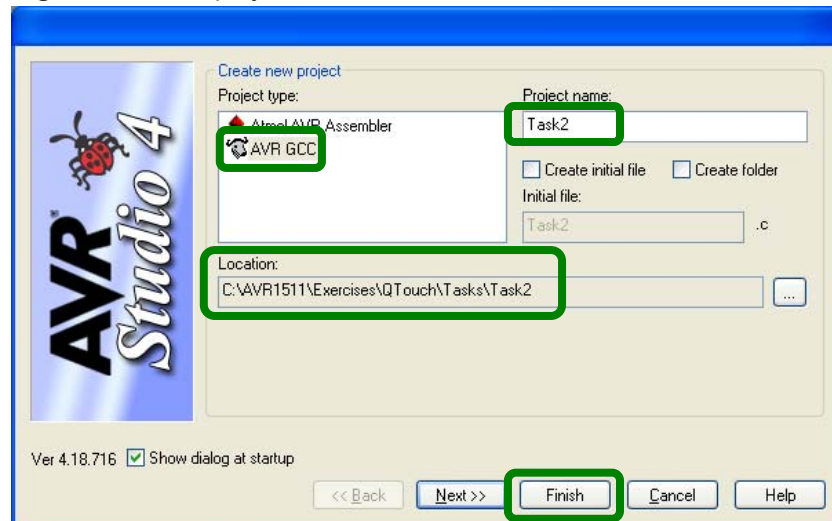 Create new project
Project type:
Atmel AVR Assembler
AVR GCC
Project name:
Task2
Create initial file
Create folder
Initial file:
Task2
.c
Location:
C:\AVR1511\Exercises\QTouch\Tasks\Task2
...
AVR
Studio 4
Ver 4.18.716
Show dialog at startup
<< Back
Next >>
Finish
Cancel
Help